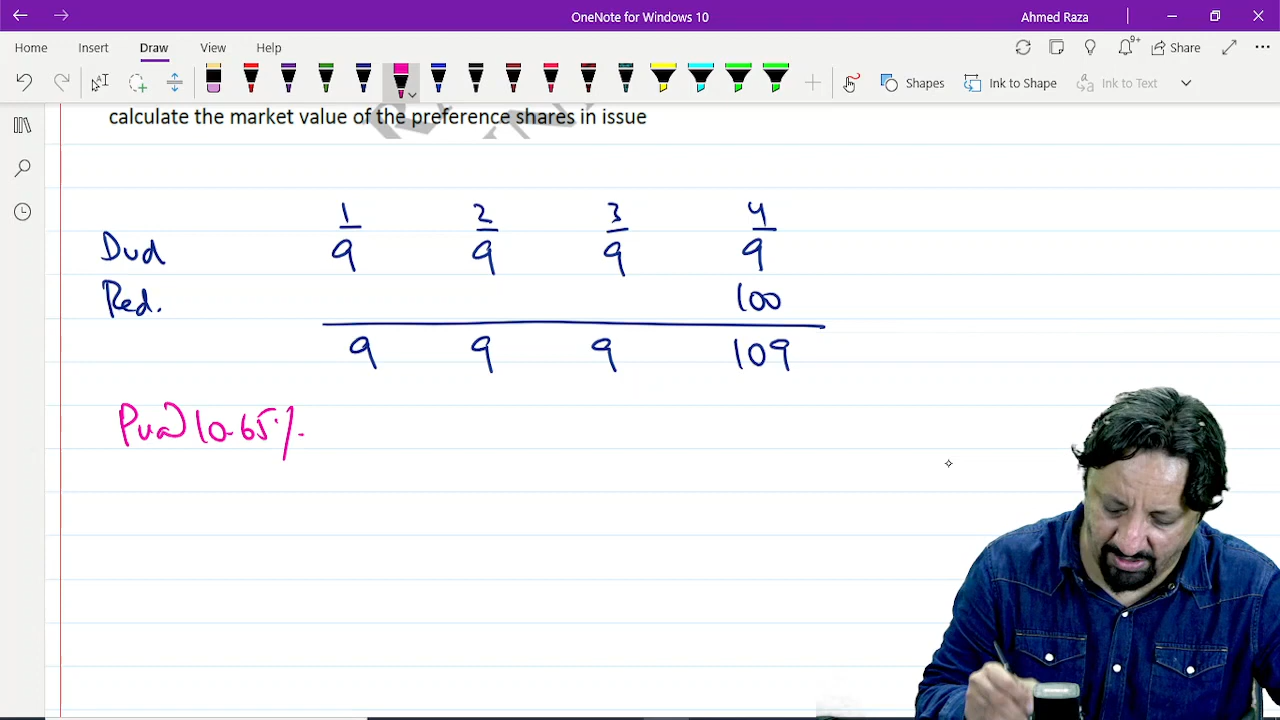 OneNote for Windows 10
Ahmed Raza
Home Insert Draw View Help
9+ Share
Shapes Ink to Shape Ink to Text
calculate the market value of the preference shares in issue
1 2 3 4
Dvd 9 9 9 9
Red. 100
9 9 9 109
PV@10.65%